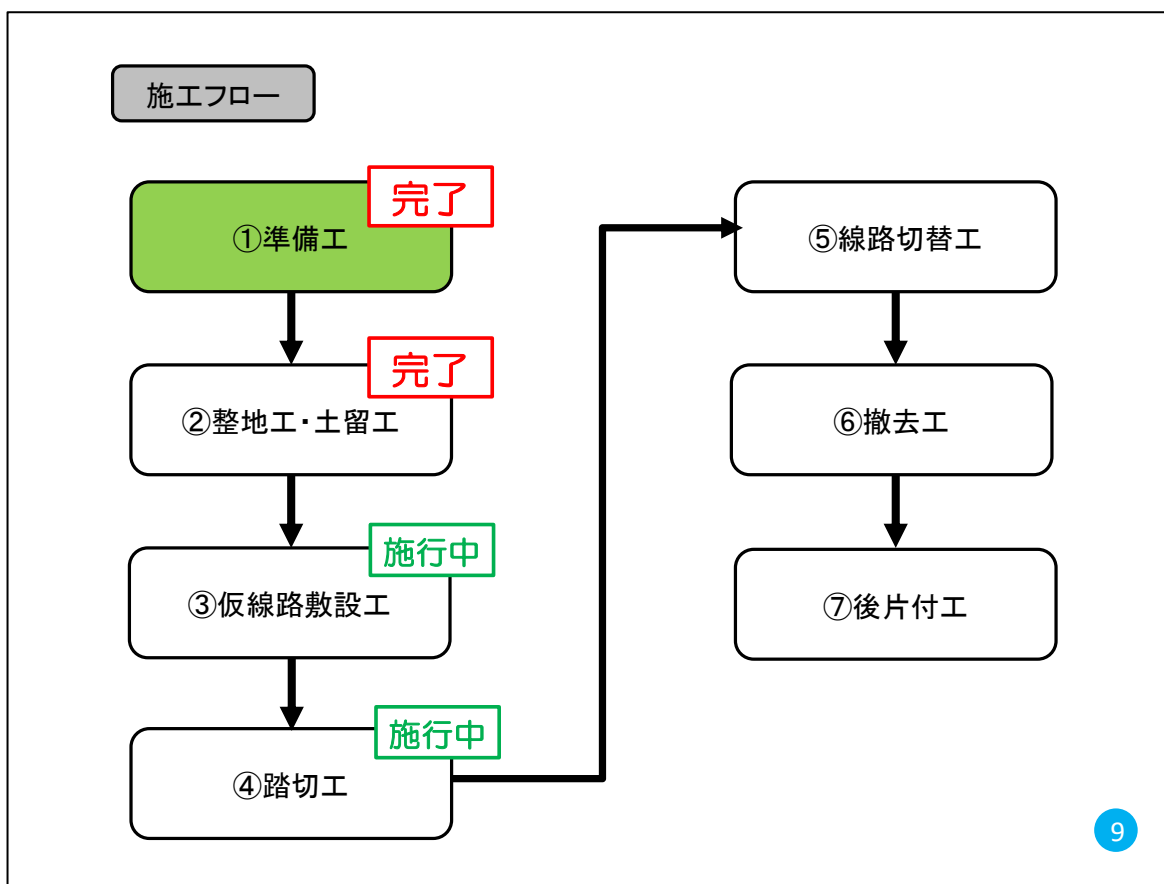 施工フロー
完了
①準備工
完了
②整地工・土留工
施行中
③仮線路敷設工
施行中
④踏切工
⑤線路切替工
⑥撤去工
⑦後片付工
9